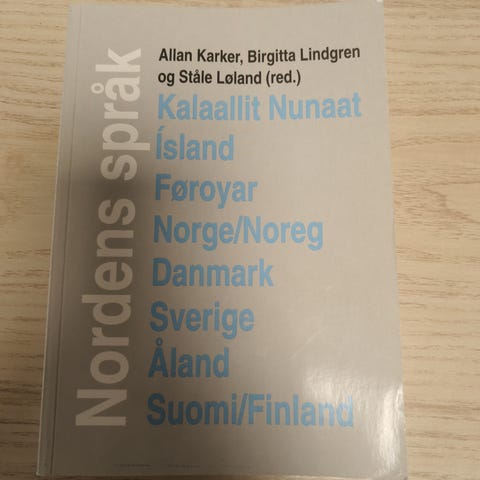 Nordens språk
Allan Karker, Birgitta Lindgren
og Ståle Løland (red.)
Kalaallit Nunaat
Ísland
Føroyar
Norge/Noreg
Danmark
Sverige
Åland
Suomi/Finland